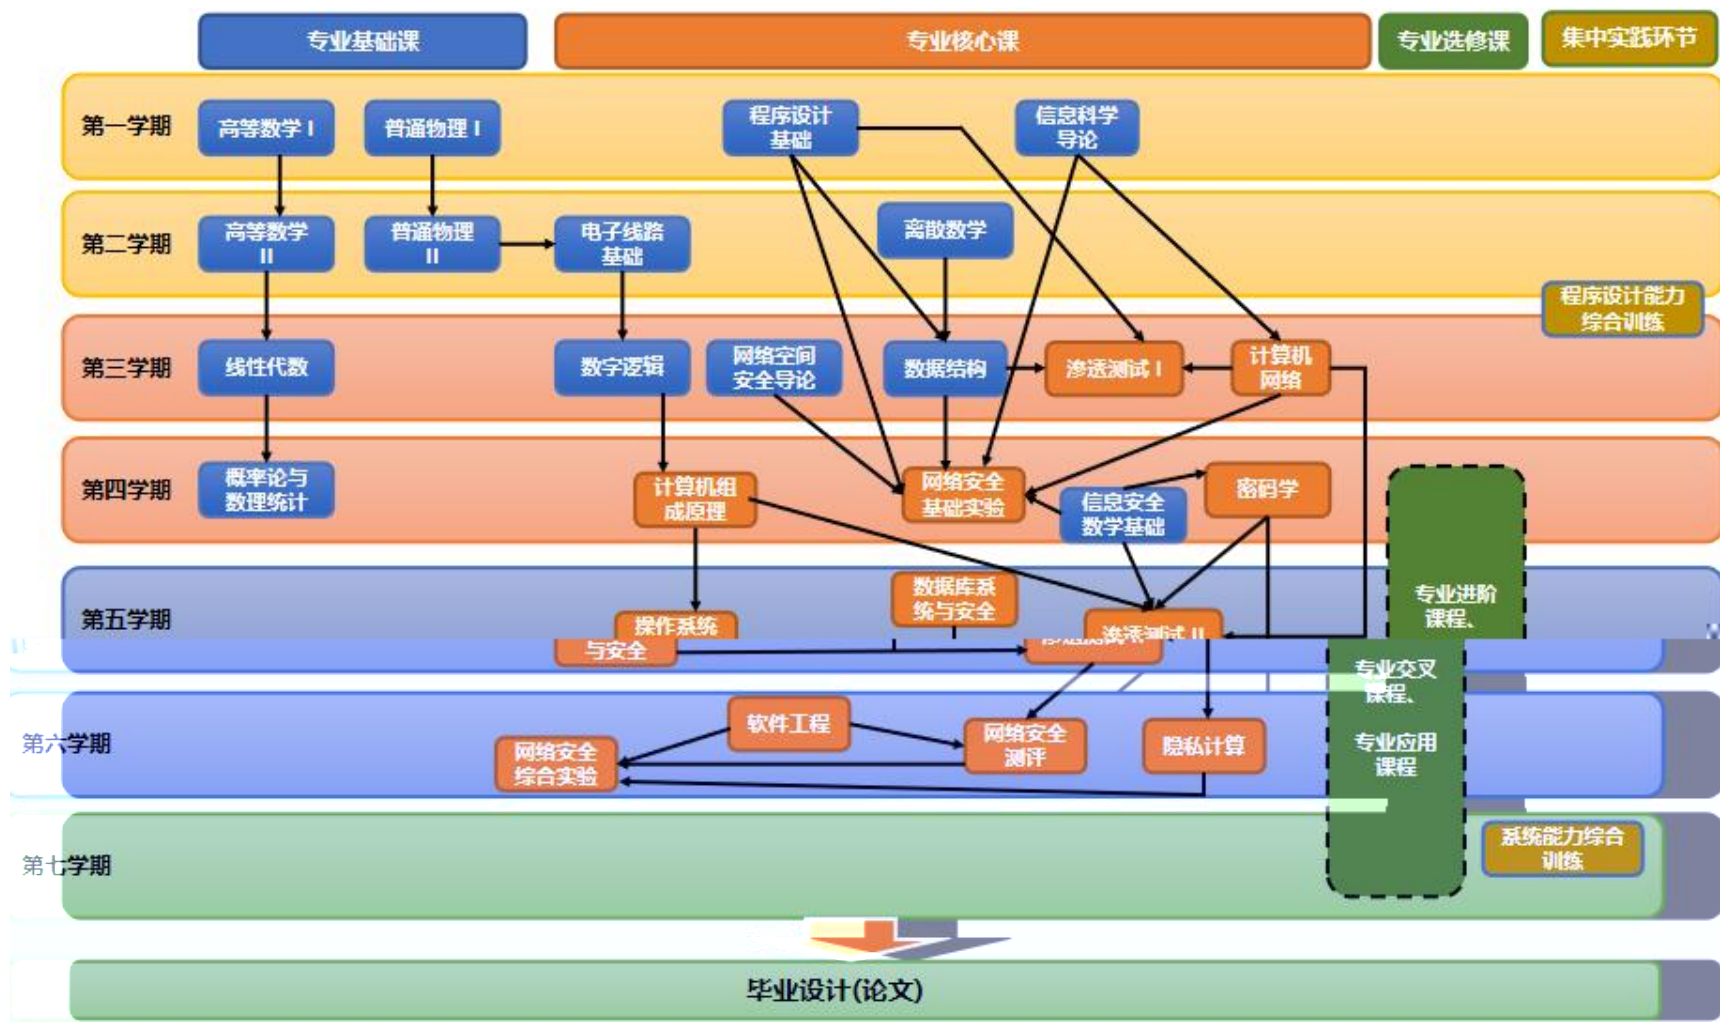 专业基础课
专业核心课
专业选修课
集中实践环节
第一学期
高等数学 I
普通物理 I
程序设计
基础
信息科学
导论
第二学期
高等数学
II
普通物理
II
电子线路
基础
离散数学
程序设计能力
综合训练
第三学期
线性代数
数字逻辑
网络空间
安全导论
数据结构
渗透测试 I
计算机
网络
第四学期
概率论与
数理统计
计算机组
成原理
网络安全
基础实验
信息安全
数学基础
密码学
第五学期
操作系统
与安全
数据库系
统与安全
渗透测试 II
专业进阶
课程、
专业交叉
课程、
专业应用
课程
第六学期
网络安全
综合实验
软件工程
网络安全
测评
隐私计算
第七学期
系统能力综合
训练
毕业设计(论文)